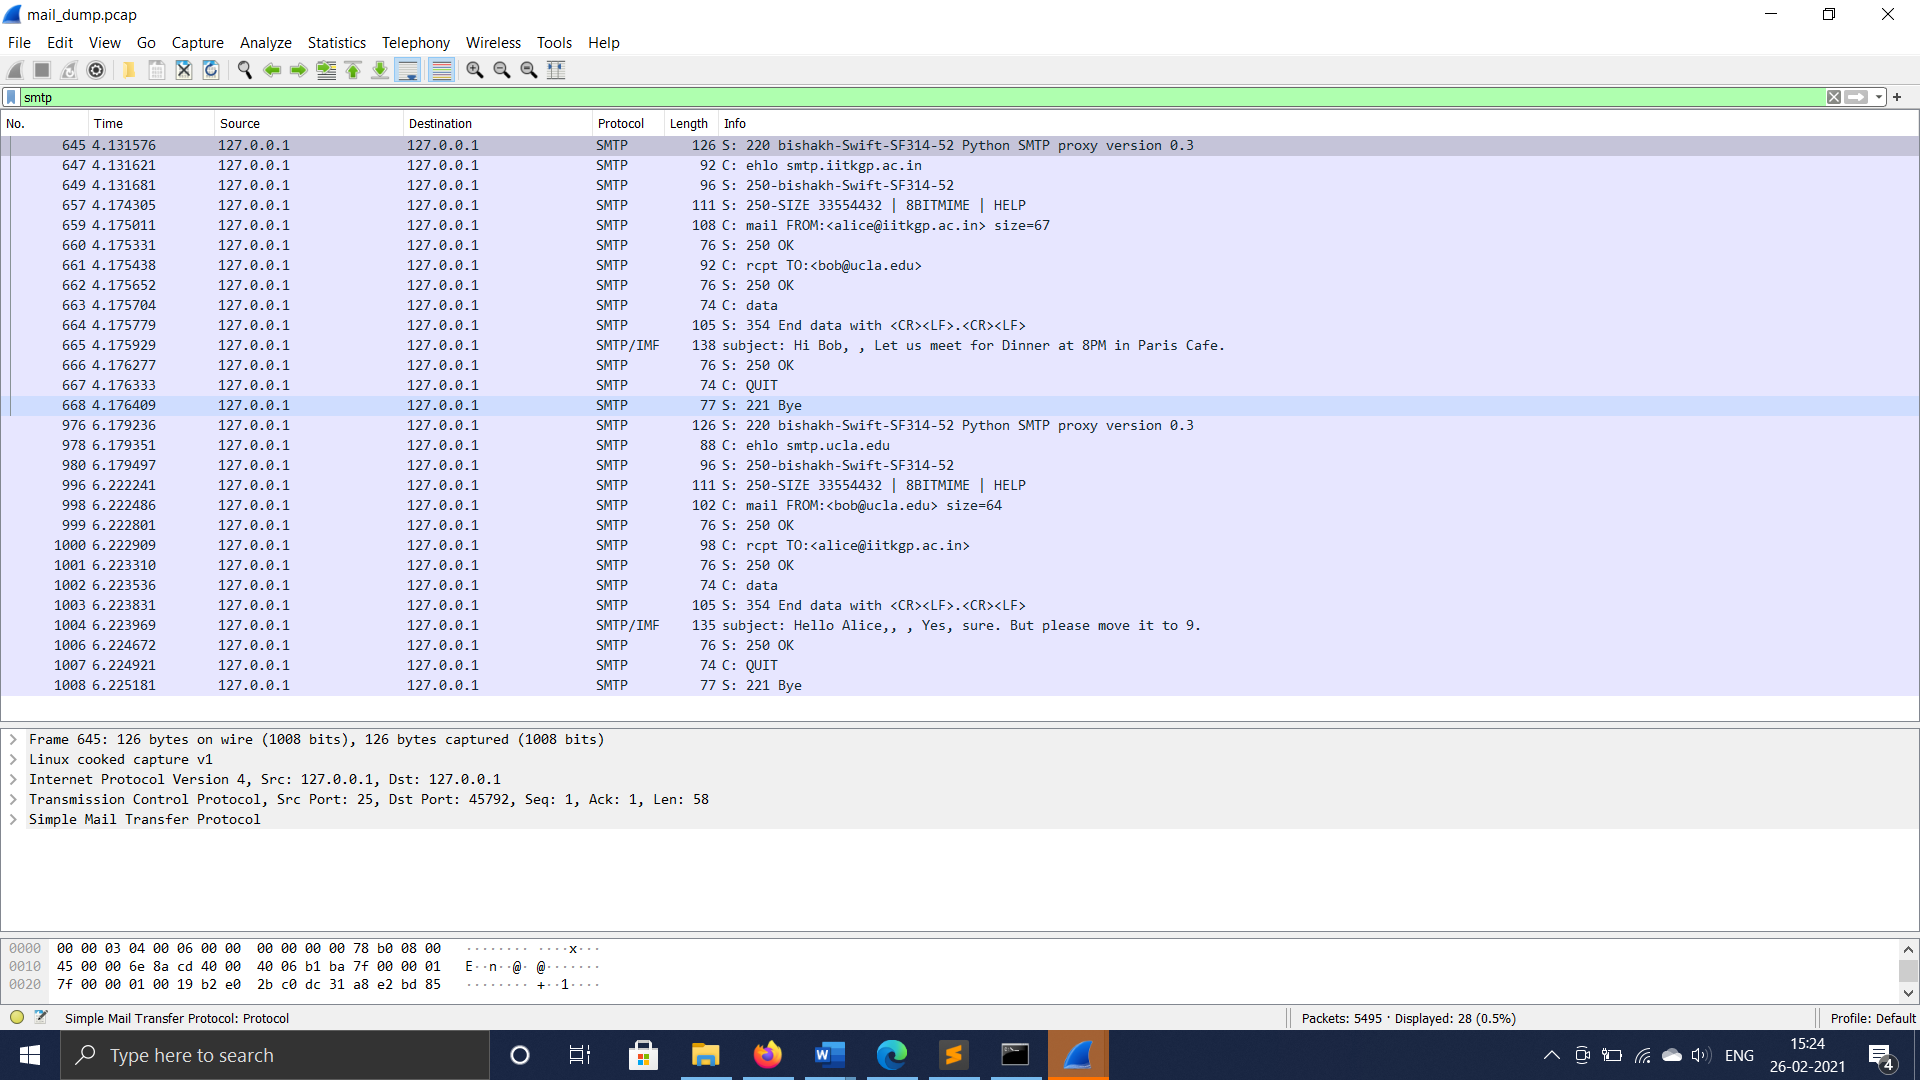 mail_dump.pcap
File Edit View Go Capture Analyze Statistics Telephony Wireless Tools Help
smtp
No. Time Source Destination Protocol Length Info
645 4.131576 127.0.0.1 127.0.0.1 SMTP 126 S: 220 bishakh-Swift-SF314-52 Python SMTP proxy version 0.3
647 4.131621 127.0.0.1 127.0.0.1 SMTP 92 C: ehlo smtp.iitkgp.ac.in
649 4.131681 127.0.0.1 127.0.0.1 SMTP 96 S: 250-bishakh-Swift-SF314-52
657 4.174305 127.0.0.1 127.0.0.1 SMTP 111 S: 250-SIZE 33554432 | 8BITMIME | HELP
659 4.175011 127.0.0.1 127.0.0.1 SMTP 108 C: mail FROM:<alice@iitkgp.ac.in> size=67
660 4.175331 127.0.0.1 127.0.0.1 SMTP 76 S: 250 OK
661 4.175438 127.0.0.1 127.0.0.1 SMTP 92 C: rcpt TO:<bob@ucla.edu>
662 4.175652 127.0.0.1 127.0.0.1 SMTP 76 S: 250 OK
663 4.175704 127.0.0.1 127.0.0.1 SMTP 74 C: data
664 4.175779 127.0.0.1 127.0.0.1 SMTP 105 S: 354 End data with <CR><LF>.<CR><LF>
665 4.175929 127.0.0.1 127.0.0.1 SMTP/IMF 138 subject: Hi Bob, , Let us meet for Dinner at 8PM in Paris Cafe.
666 4.176277 127.0.0.1 127.0.0.1 SMTP 76 S: 250 OK
667 4.176333 127.0.0.1 127.0.0.1 SMTP 74 C: QUIT
668 4.176409 127.0.0.1 127.0.0.1 SMTP 77 S: 221 Bye
976 6.179236 127.0.0.1 127.0.0.1 SMTP 126 S: 220 bishakh-Swift-SF314-52 Python SMTP proxy version 0.3
978 6.179351 127.0.0.1 127.0.0.1 SMTP 88 C: ehlo smtp.ucla.edu
980 6.179497 127.0.0.1 127.0.0.1 SMTP 96 S: 250-bishakh-Swift-SF314-52
996 6.222241 127.0.0.1 127.0.0.1 SMTP 111 S: 250-SIZE 33554432 | 8BITMIME | HELP
998 6.222486 127.0.0.1 127.0.0.1 SMTP 102 C: mail FROM:<bob@ucla.edu> size=64
999 6.222801 127.0.0.1 127.0.0.1 SMTP 76 S: 250 OK
1000 6.222909 127.0.0.1 127.0.0.1 SMTP 98 C: rcpt TO:<alice@iitkgp.ac.in>
1001 6.223310 127.0.0.1 127.0.0.1 SMTP 76 S: 250 OK
1002 6.223536 127.0.0.1 127.0.0.1 SMTP 74 C: data
1003 6.223831 127.0.0.1 127.0.0.1 SMTP 105 S: 354 End data with <CR><LF>.<CR><LF>
1004 6.223969 127.0.0.1 127.0.0.1 SMTP/IMF 135 subject: Hello Alice,, , Yes, sure. But please move it to 9.
1006 6.224672 127.0.0.1 127.0.0.1 SMTP 76 S: 250 OK
1007 6.224921 127.0.0.1 127.0.0.1 SMTP 74 C: QUIT
1008 6.225181 127.0.0.1 127.0.0.1 SMTP 77 S: 221 Bye
Frame 645: 126 bytes on wire (1008 bits), 126 bytes captured (1008 bits)
Linux cooked capture v1
Internet Protocol Version 4, Src: 127.0.0.1, Dst: 127.0.0.1
Transmission Control Protocol, Src Port: 25, Dst Port: 45792, Seq: 1, Ack: 1, Len: 58
Simple Mail Transfer Protocol
0000 00 00 03 04 00 06 00 00 00 00 00 00 78 b0 08 00 ········ ····x···
0010 45 00 00 6e 8a cd 40 00 40 06 b1 ba 7f 00 00 01 E··n··@· @·······
0020 7f 00 00 01 00 19 b2 e0 2b c0 dc 31 a8 e2 bd 85 ········ +··1····
Simple Mail Transfer Protocol: Protocol
Packets: 5495 · Displayed: 28 (0.5%)
Profile: Default
Type here to search
ENG
15:24
26-02-2021
4